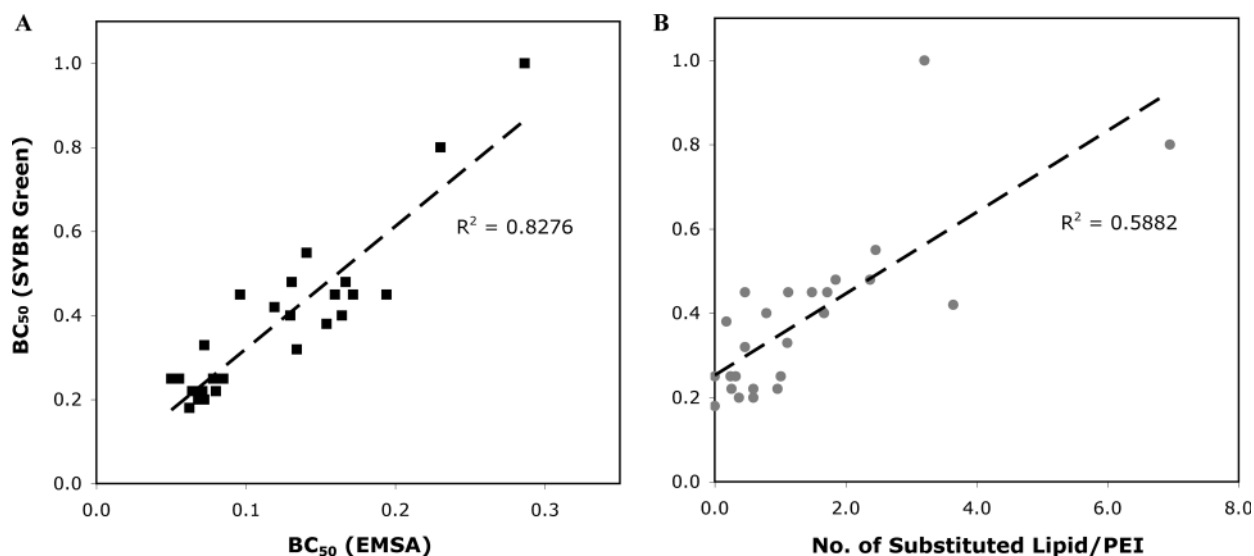 A
BC₅₀ (SYBR Green)
1.0
0.8
0.6
0.4
0.2
0.0
R² = 0.8276
0.0 0.1 0.2 0.3
BC₅₀ (EMSA)
B
1.0
0.8
0.6
0.4
0.2
0.0
R² = 0.5882
0.0 2.0 4.0 6.0 8.0
No. of Substituted Lipid/PEI